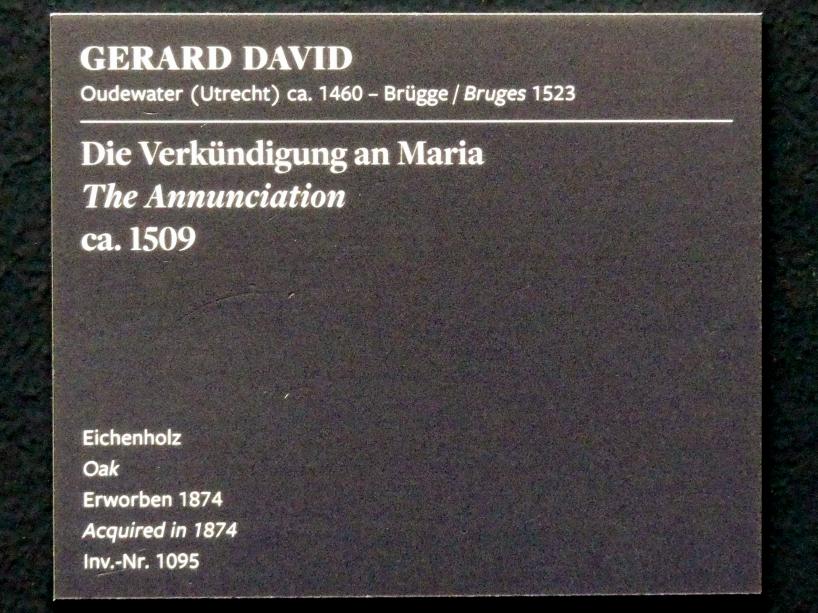 GERARD DAVID
Oudewater (Utrecht) ca. 1460 – Brügge / Bruges 1523
Die Verkündigung an Maria
The Annunciation
ca. 1509
Eichenholz
Oak
Erworben 1874
Acquired in 1874
Inv.-Nr. 1095